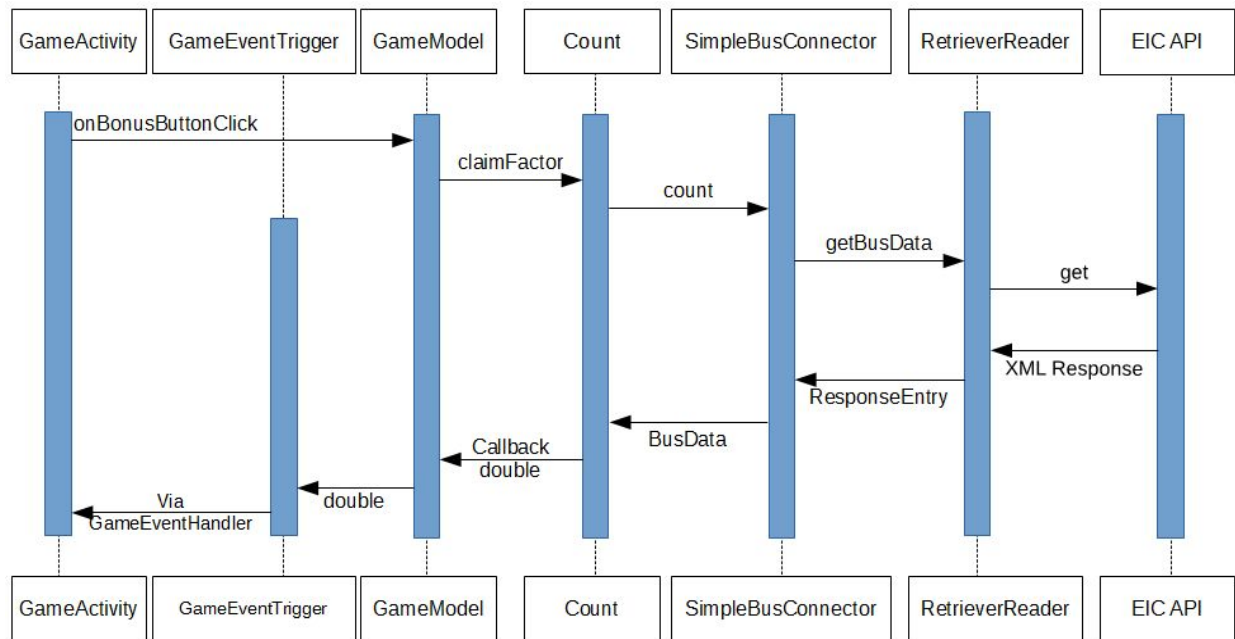 GameActivity
GameEventTrigger
GameModel
Count
SimpleBusConnector
RetrieverReader
EIC API
onBonusButtonClick
claimFactor
count
getBusData
get
XML Response
ResponseEntry
BusData
Callback
double
double
Via
GameEventHandler
GameActivity
GameEventTrigger
GameModel
Count
SimpleBusConnector
RetrieverReader
EIC API